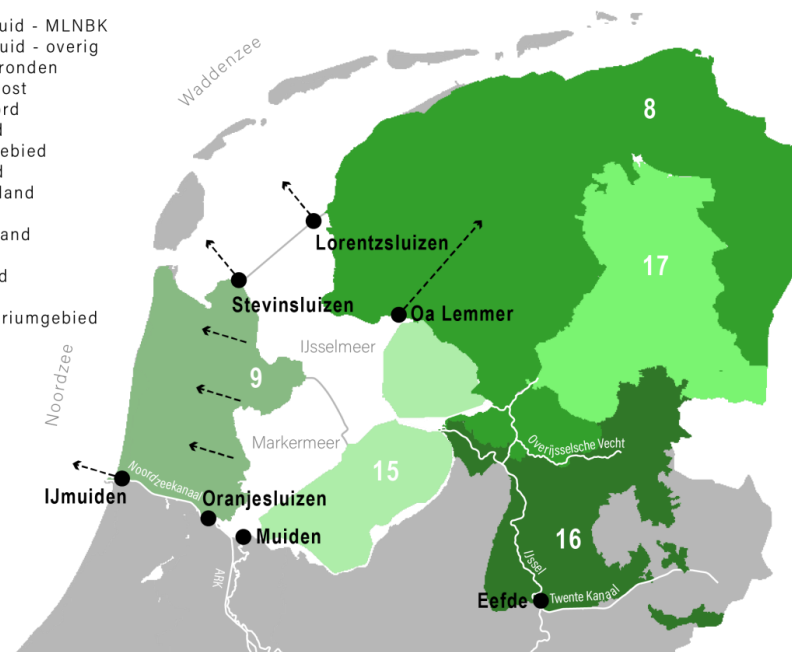 uid - MLNBK
uid - overig
ronden
ost
rd
d
ebied
d
land
and
d
riumgebied
Waddenzee
8
Lorentzsluizen
17
Stevinsluizen
Oa Lemmer
IJsselmeer
Noordzee
9
Markermeer
Overijsselsche Vecht
15
Noordzeekanaal
IJmuiden
Oranjesluizen
Muiden
16
ARK
IJssel
Eefde
Twente Kanaal